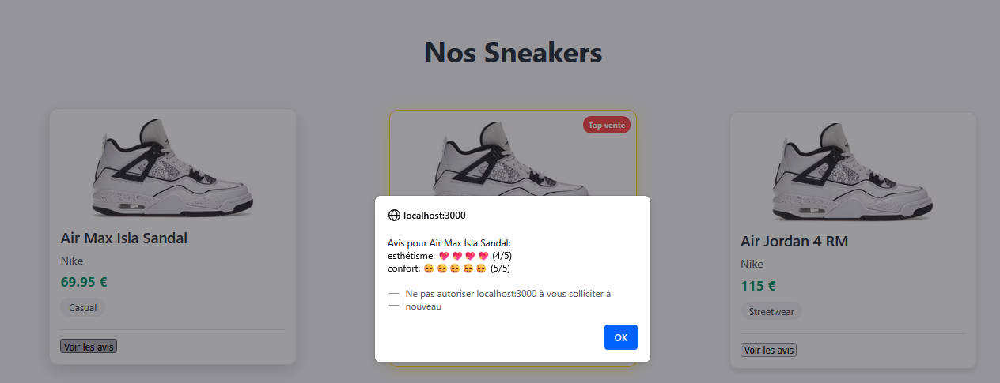 Nos Sneakers
Air Max Isla Sandal
Nike
69.95 €
Casual
Voir les avis
Top vente
localhost:3000
Avis pour Air Max Isla Sandal:
esthétisme: 💖 💖 💖 💖 (4/5)
confort: 😌 😌 😌 😌 😌 (5/5)
Ne pas autoriser localhost:3000 à vous solliciter à
nouveau
OK
Air Jordan 4 RM
Nike
115 €
Streetwear
Voir les avis